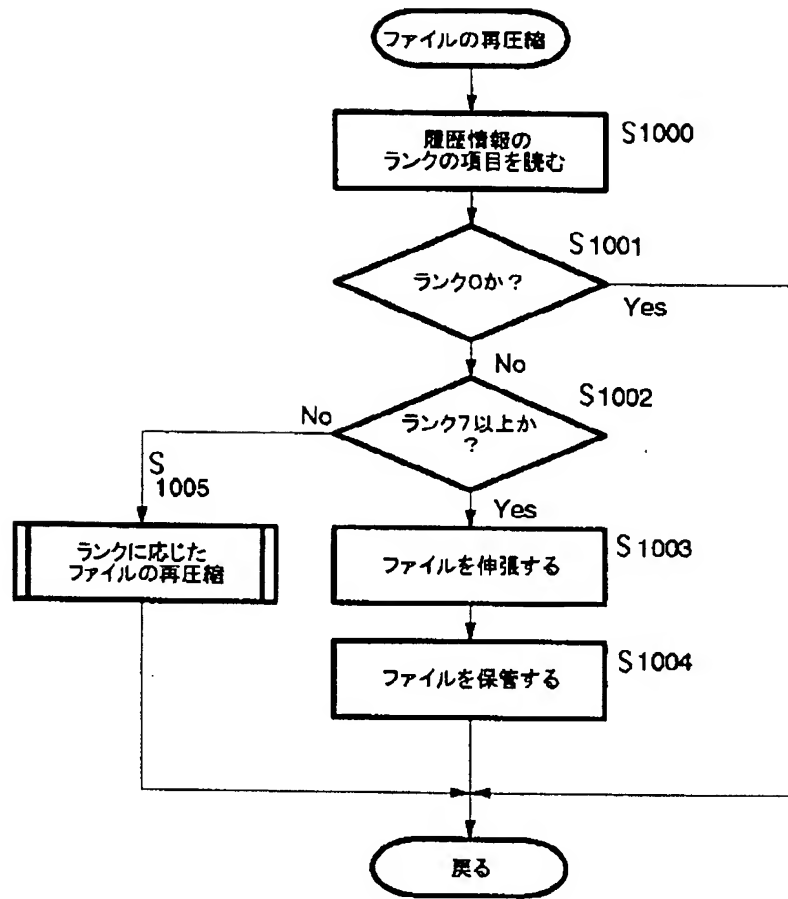 ファイルの再圧縮
履歴情報の
ランクの項目を読む
S1000
ランク0か?
S1001
Yes
No
ランク7以上か
?
S1002
No
Yes
S
1005
ランクに応じた
ファイルの再圧縮
ファイルを伸張する
S1003
ファイルを保管する
S1004
戻る